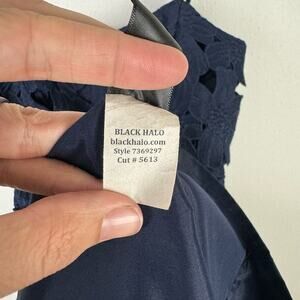 BLACK HALO
blackhalo.com
Style 7369297
Cut # 5613